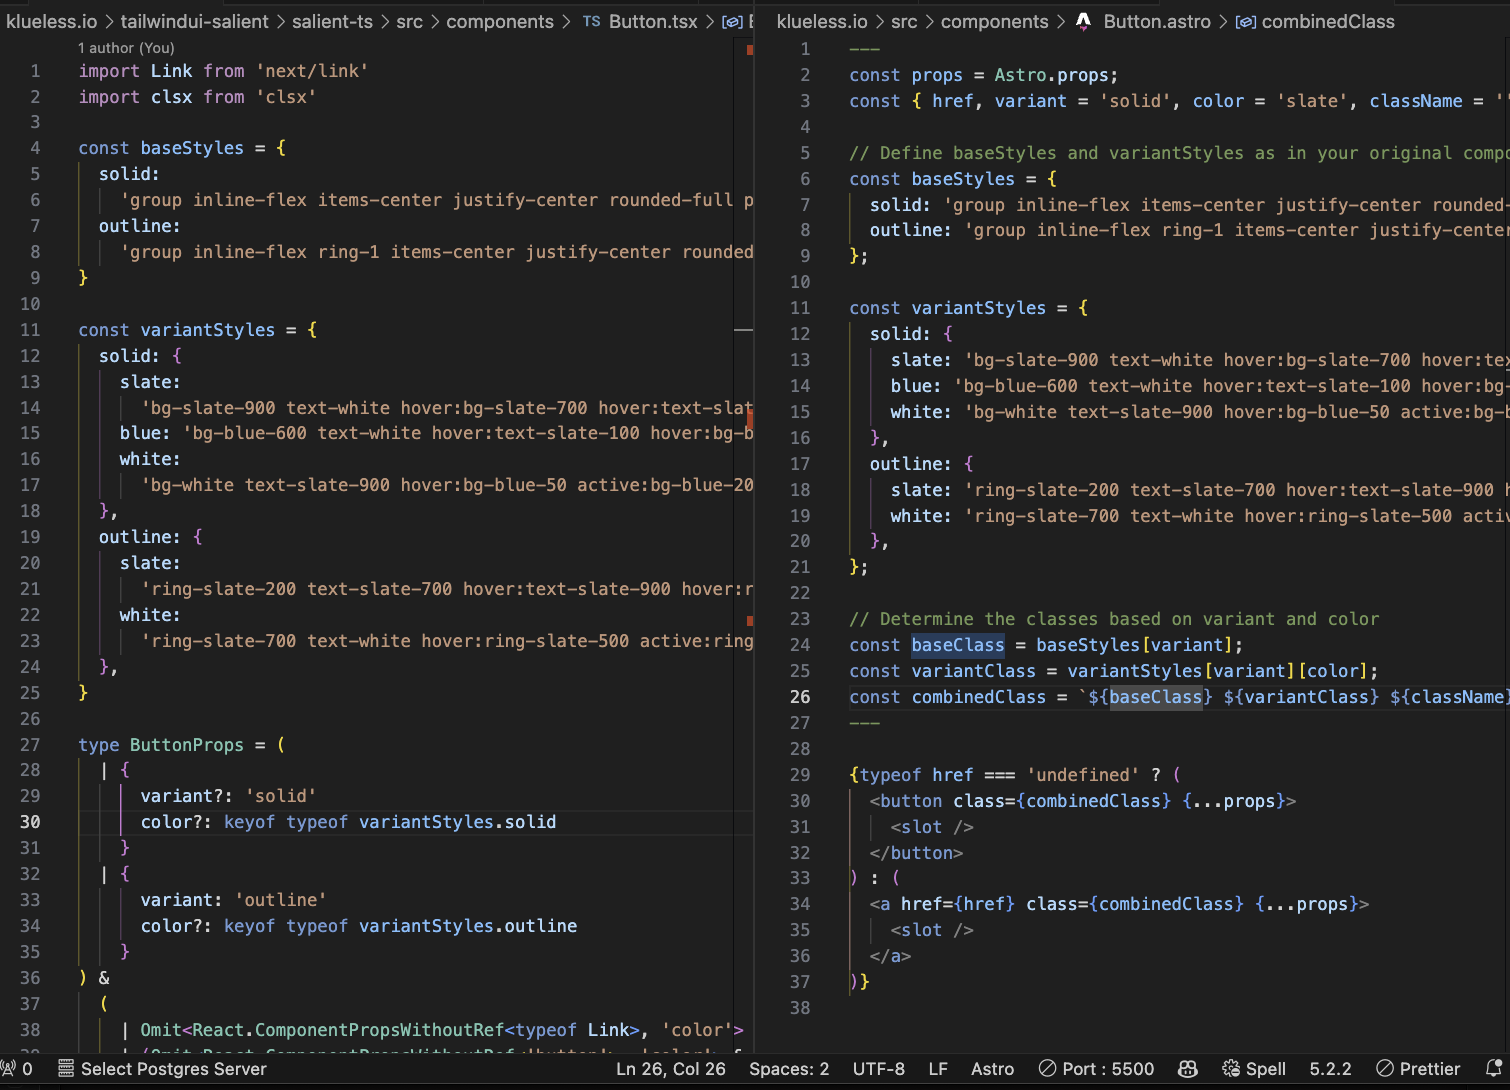 klueless.io > tailwindui-salient > salient-ts > src > components > TS Button.tsx >
1 author (You)
1 import Link from 'next/link'
2 import clsx from 'clsx'
3
4 const baseStyles = {
5 solid:
6 'group inline-flex items-center justify-center rounded-full p
7 outline:
8 'group inline-flex ring-1 items-center justify-center rounded
9 }
10
11 const variantStyles = {
12 solid: {
13 slate:
14 'bg-slate-900 text-white hover:bg-slate-700 hover:text-slat
15 blue: 'bg-blue-600 text-white hover:text-slate-100 hover:bg-b
16 white:
17 'bg-white text-slate-900 hover:bg-blue-50 active:bg-blue-20
18 },
19 outline: {
20 slate:
21 'ring-slate-200 text-slate-700 hover:text-slate-900 hover:r
22 white:
23 'ring-slate-700 text-white hover:ring-slate-500 active:ring
24 },
25 }
26
27 type ButtonProps = (
28 | {
29 variant?: 'solid'
30 color?: keyof typeof variantStyles.solid
31 }
32 | {
33 variant: 'outline'
34 color?: keyof typeof variantStyles.outline
35 }
36 ) &
37 (
38 | Omit<React.ComponentPropsWithoutRef<typeof Link>, 'color'>
klueless.io > src > components > Button.astro > combinedClass
1 ---
2 const props = Astro.props;
3 const { href, variant = 'solid', color = 'slate', className = ''
4
5 // Define baseStyles and variantStyles as in your original compo
6 const baseStyles = {
7 solid: 'group inline-flex items-center justify-center rounded-
8 outline: 'group inline-flex ring-1 items-center justify-center
9 };
10
11 const variantStyles = {
12 solid: {
13 slate: 'bg-slate-900 text-white hover:bg-slate-700 hover:tex
14 blue: 'bg-blue-600 text-white hover:text-slate-100 hover:bg-
15 white: 'bg-white text-slate-900 hover:bg-blue-50 active:bg-b
16 },
17 outline: {
18 slate: 'ring-slate-200 text-slate-700 hover:text-slate-900 h
19 white: 'ring-slate-700 text-white hover:ring-slate-500 activ
20 },
21 };
22
23 // Determine the classes based on variant and color
24 const baseClass = baseStyles[variant];
25 const variantClass = variantStyles[variant][color];
26 const combinedClass = `${baseClass} ${variantClass} ${className}
27 ---
28
29 {typeof href === 'undefined' ? (
30 <button class={combinedClass} {...props}>
31 <slot />
32 </button>
33 ) : (
34 <a href={href} class={combinedClass} {...props}>
35 <slot />
36 </a>
37 )}
38
0 Select Postgres Server Ln 26, Col 26 Spaces: 2 UTF-8 LF Astro Port : 5500 Spell 5.2.2 Prettier